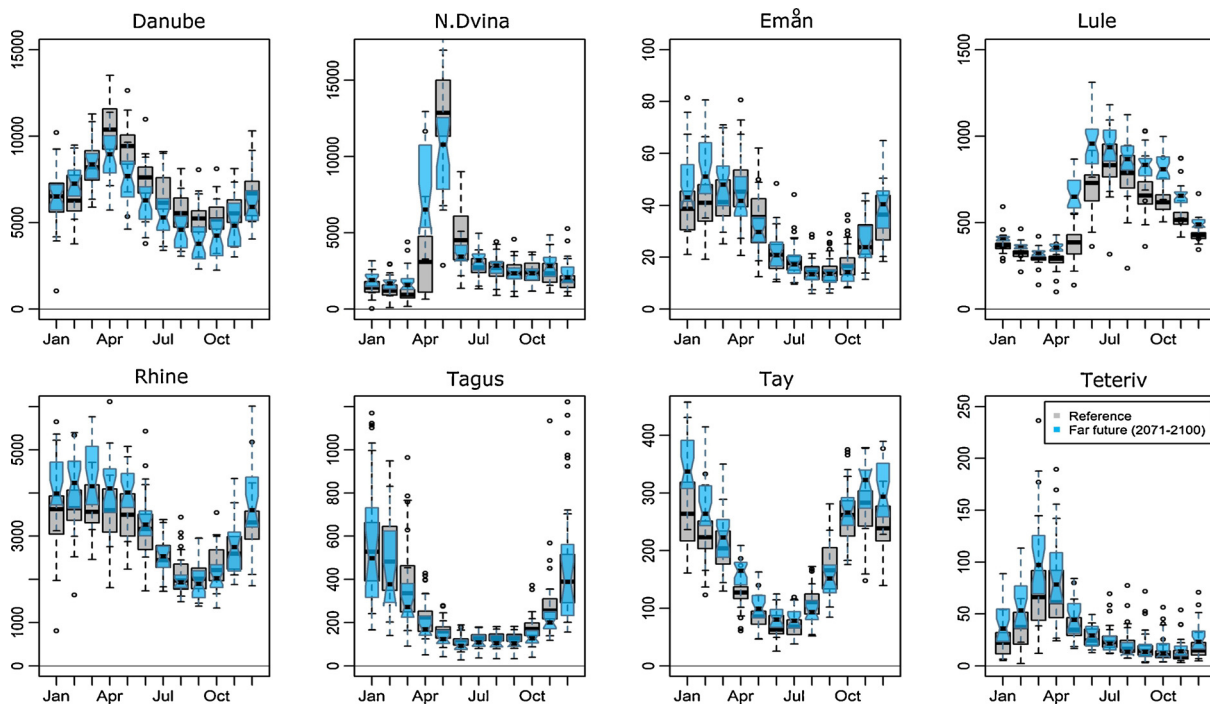 Danube
15000
10000
5000
0
Jan Apr Jul Oct
N.Dvina
15000
10000
5000
0
Jan Apr Jul Oct
Emån
100
80
60
40
20
0
Jan Apr Jul Oct
Lule
1500
1000
500
0
Jan Apr Jul Oct
Rhine
5000
3000
1000
0
Jan Apr Jul Oct
Tagus
1200
1000
800
600
400
200
0
Jan Apr Jul Oct
Tay
400
300
200
100
0
Jan Apr Jul Oct
Teteriv
250
200
150
100
50
0
Reference
Far future (2071-2100)
Jan Apr Jul Oct